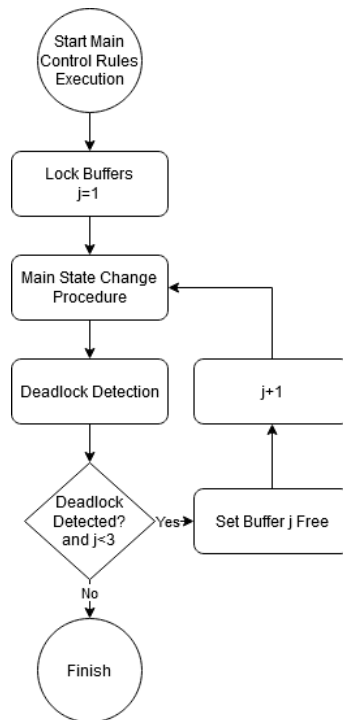 Start Main
Control Rules
Execution
Lock Buffers
j=1
Main State Change
Procedure
Deadlock Detection
j+1
Deadlock
Detected?
and j<3
Yes
Set Buffer j Free
No
Finish